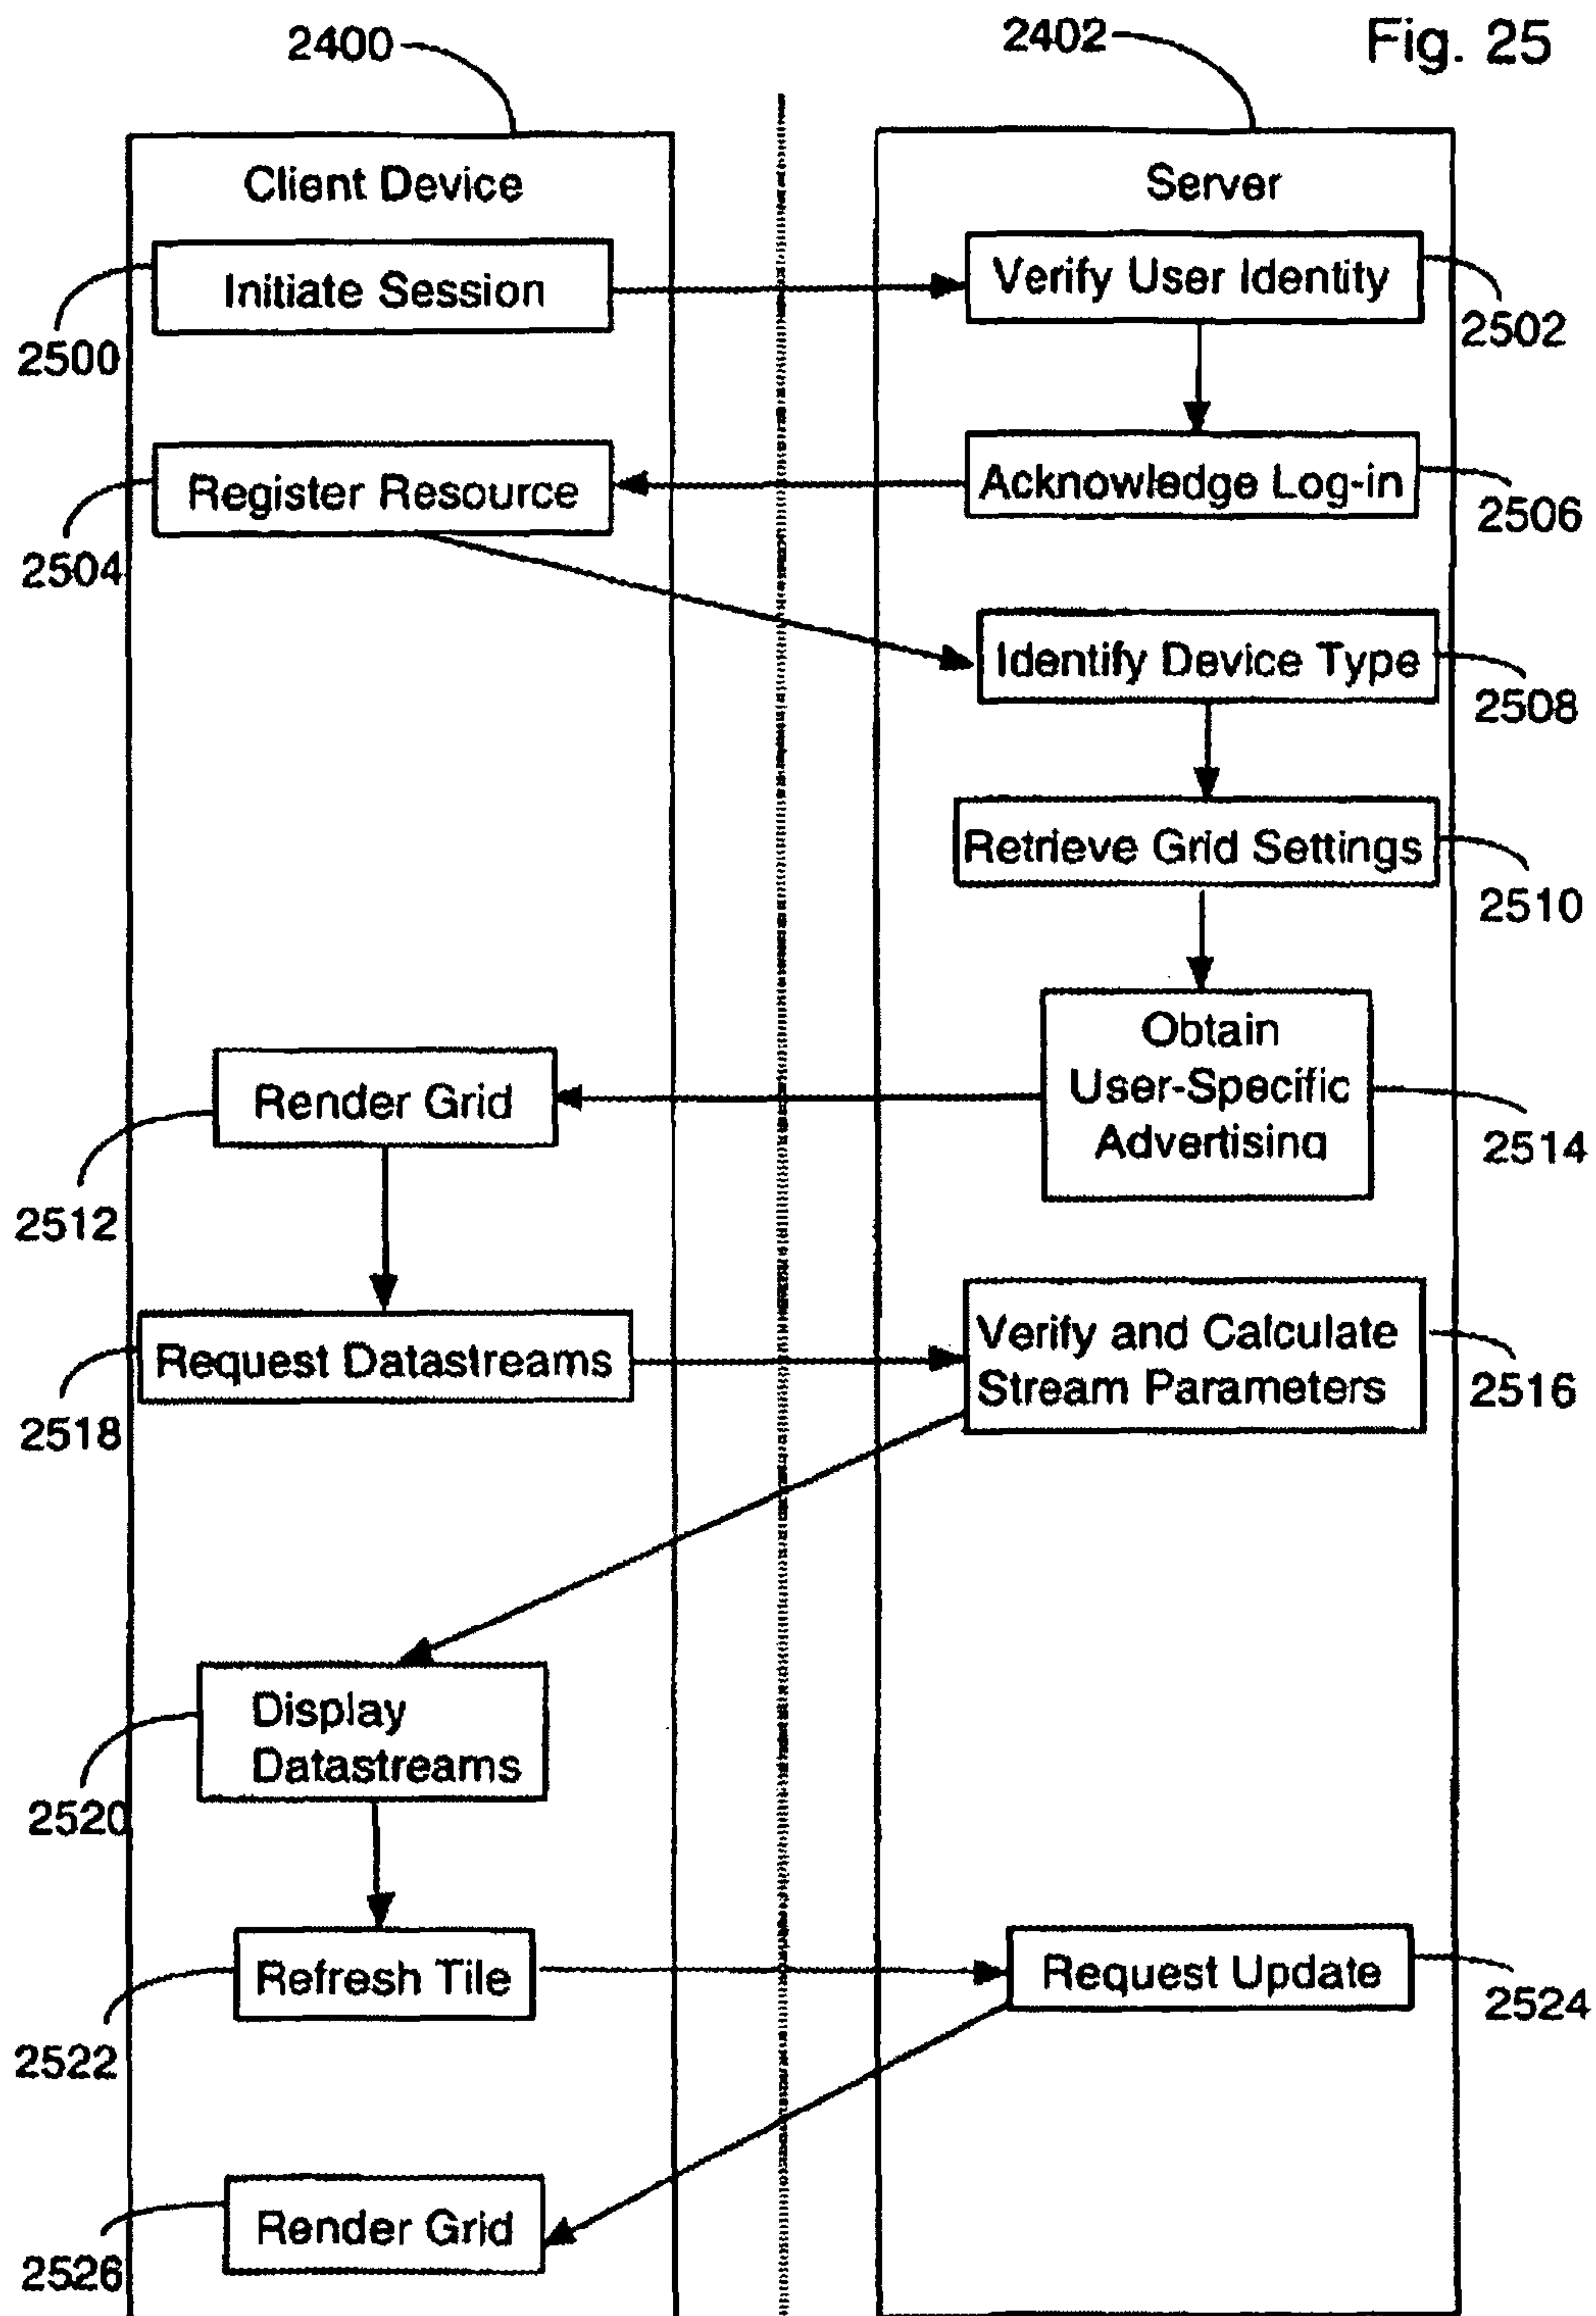 2400
2402
Fig. 25
Client Device
Server
Initiate Session
Verify User Identity
2500
2502
Register Resource
Acknowledge Log-in
2504
2506
Identify Device Type
2508
Retrieve Grid Settings
2510
Render Grid
Obtain
User-Specific
Advertising
2512
2514
Request Datastreams
Verify and Calculate
Stream Parameters
2518
2516
Display
Datastreams
2520
Refresh Tile
Request Update
2522
2524
Render Grid
2526